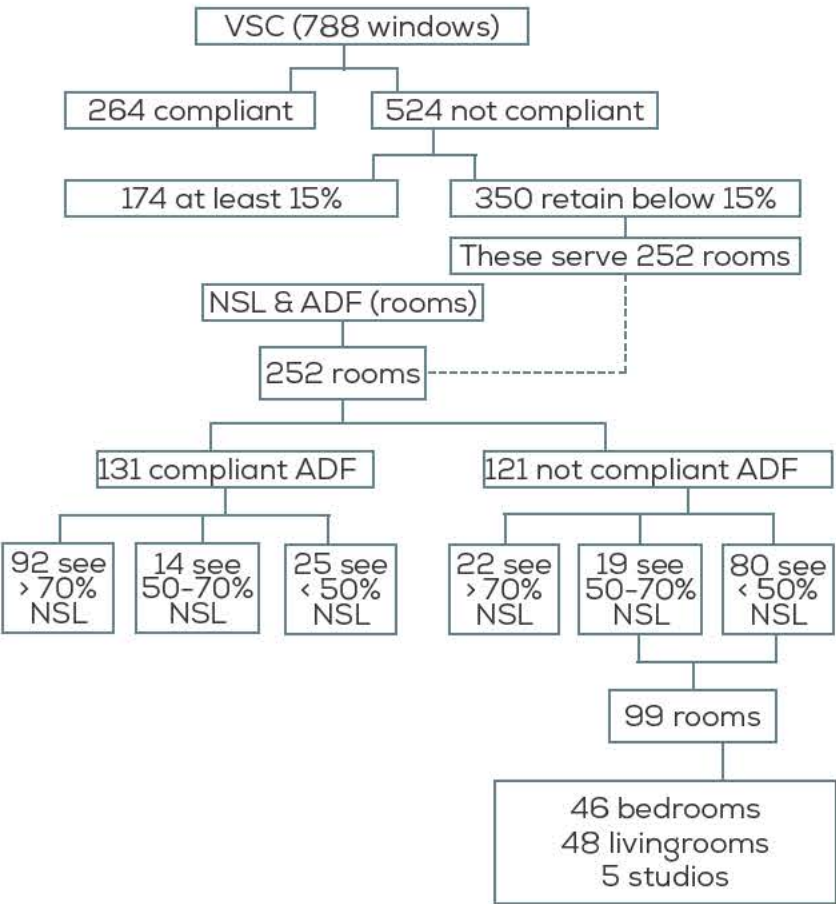 VSC (788 windows)
264 compliant
524 not compliant
174 at least 15%
350 retain below 15%
These serve 252 rooms
NSL & ADF (rooms)
252 rooms
131 compliant ADF
121 not compliant ADF
92 see
> 70%
NSL
14 see
50-70%
NSL
25 see
< 50%
NSL
22 see
> 70%
NSL
19 see
50-70%
NSL
80 see
< 50%
NSL
99 rooms
46 bedrooms
48 livingrooms
5 studios